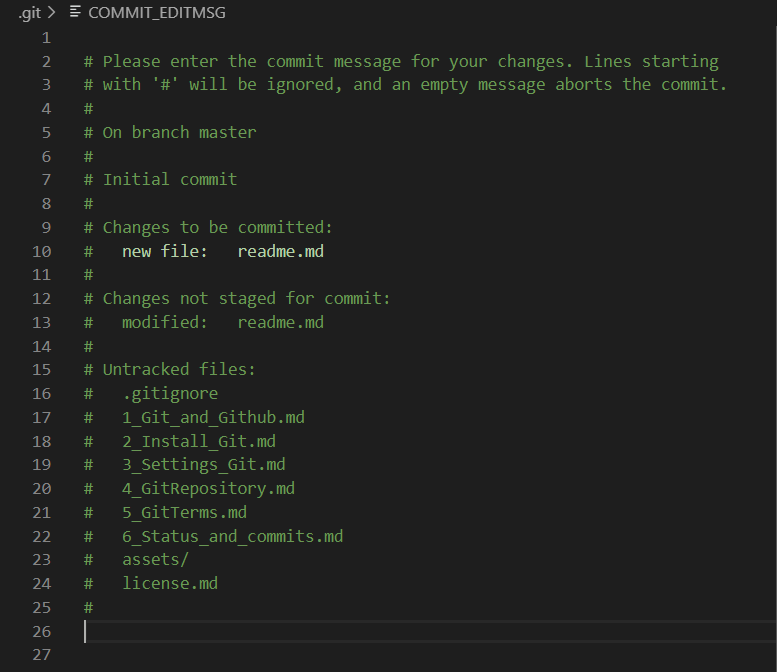 .git > COMMIT_EDITMSG
1
2 # Please enter the commit message for your changes. Lines starting
3 # with '#' will be ignored, and an empty message aborts the commit.
4 #
5 # On branch master
6 #
7 # Initial commit
8 #
9 # Changes to be committed:
10 #   new file:   readme.md
11 #
12 # Changes not staged for commit:
13 #   modified:   readme.md
14 #
15 # Untracked files:
16 #   .gitignore
17 #   1_Git_and_Github.md
18 #   2_Install_Git.md
19 #   3_Settings_Git.md
20 #   4_GitRepository.md
21 #   5_GitTerms.md
22 #   6_Status_and_commits.md
23 #   assets/
24 #   license.md
25 #
26
27